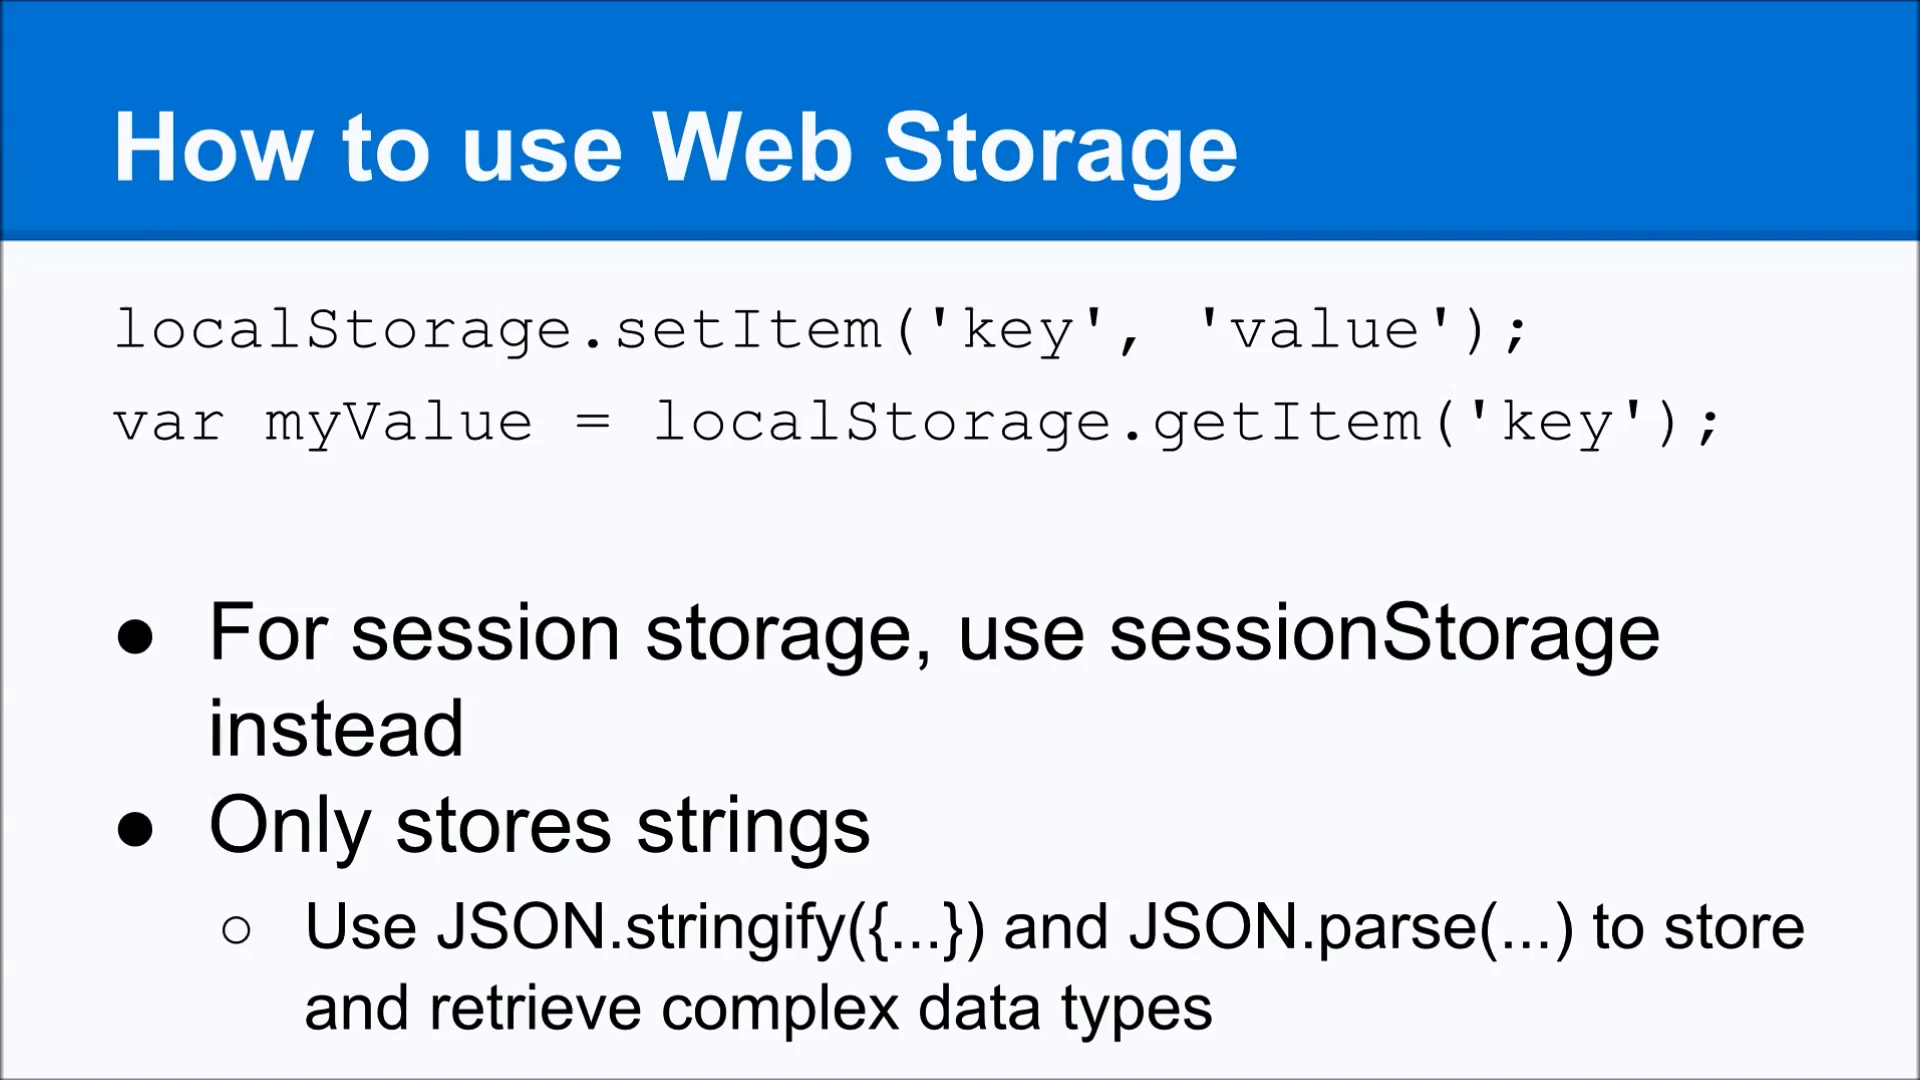 How to use Web Storage
localStorage.setItem('key', 'value');
var myValue = localStorage.getItem('key');
● For session storage, use sessionStorage
instead
● Only stores strings
○ Use JSON.stringify({...}) and JSON.parse(...) to store
and retrieve complex data types